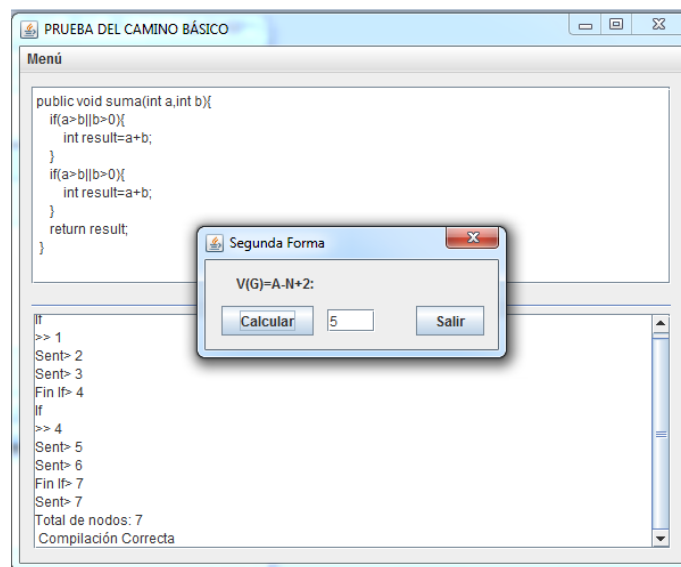 PRUEBA DEL CAMINO BÁSICO
Menú
public void suma(int a,int b){
if(a>b||b>0){
int result=a+b;
}
if(a>b||b>0){
int result=a+b;
}
return result;
}
Segunda Forma
V(G)=A-N+2:
Calcular 5 Salir
If
>> 1
Sent> 2
Sent> 3
Fin If> 4
If
>> 4
Sent> 5
Sent> 6
Fin If> 7
Sent> 7
Total de nodos: 7
Compilación Correcta